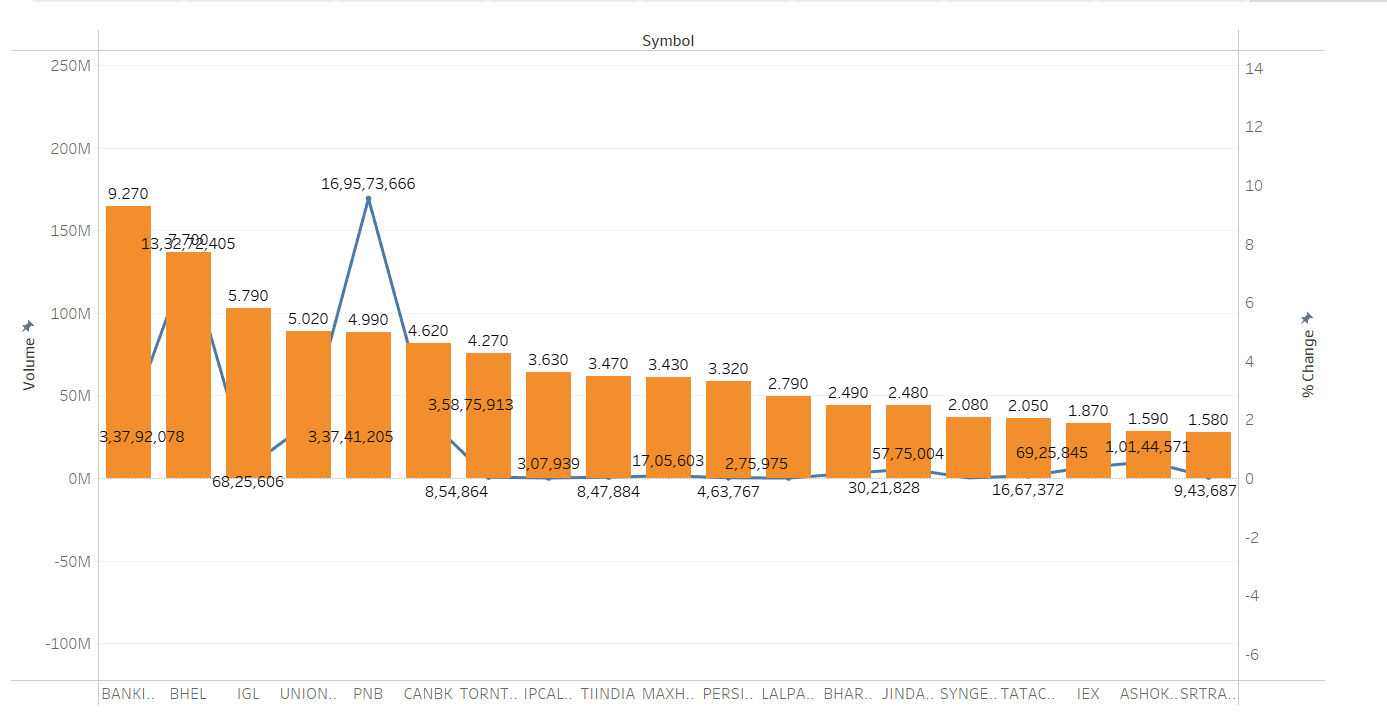 Symbol
250M
200M
150M
100M
50M
0M
-50M
-100M
Volume
14
12
10
8
6
4
2
0
-2
-4
-6
% Change
9.270
7.700
5.790
5.020
4.990
4.620
4.270
3.630
3.470
3.430
3.320
2.790
2.490
2.480
2.080
2.050
1.870
1.590
1.580
3,37,92,078
13,32,72,405
68,25,606
3,37,41,205
16,95,73,666
3,58,75,913
8,54,864
3,07,939
8,47,884
17,05,603
4,63,767
2,75,975
30,21,828
57,75,004
16,67,372
69,25,845
1,01,44,571
9,43,687
BANKI..
BHEL
IGL
UNION..
PNB
CANBK
TORNT..
IPCAL..
TIINDIA
MAXH..
PERSI..
LALPA..
BHAR..
JINDA..
SYNGE..
TATAC..
IEX
ASHOK..
SRTRA..